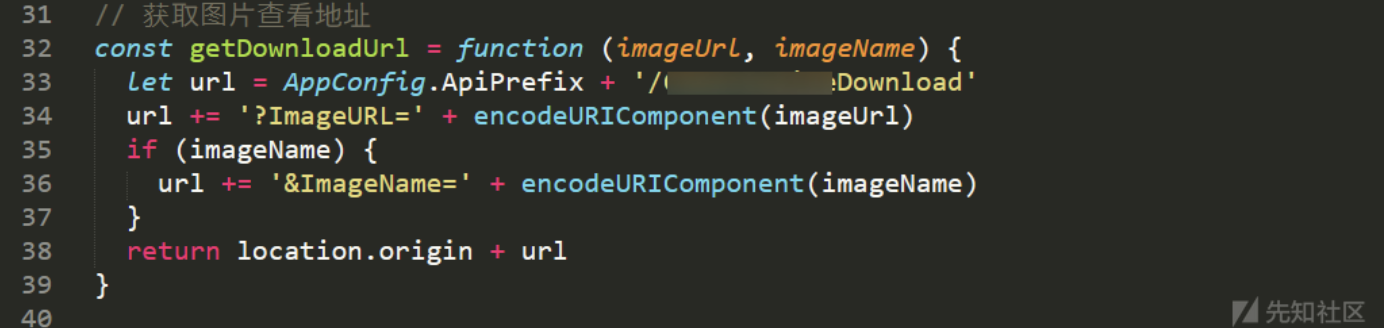 31 // 获取图片查看地址
32 const getDownloadUrl = function (imageUrl, imageName) {
33 let url = AppConfig.ApiPrefix + '/ eDownload'
34 url += '?ImageURL=' + encodeURIComponent(imageUrl)
35 if (imageName) {
36 url += '&ImageName=' + encodeURIComponent(imageName)
37 }
38 return location.origin + url
39 }
40
先知社区